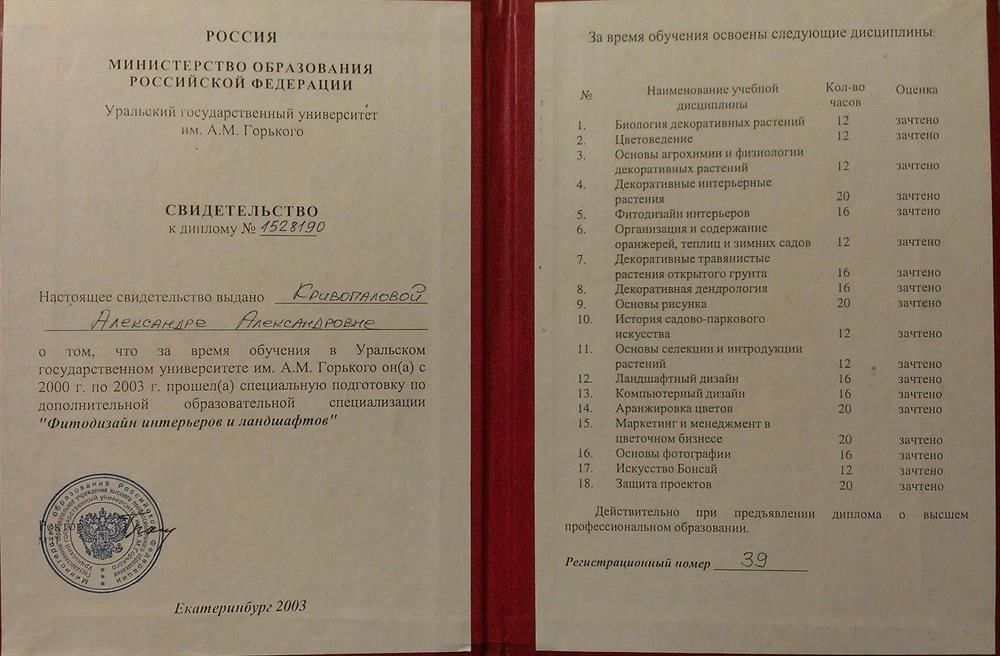 РОССИЯ
МИНИСТЕРСТВО ОБРАЗОВАНИЯ
РОССИЙСКОЙ ФЕДЕРАЦИИ
Уральский государственный университет
им. А.М. Горького
СВИДЕТЕЛЬСТВО
к диплому № 1528190
Настоящее свидетельство выдано Кривопаловой
Александре Александровне
о том, что за время обучения в Уральском
государственном университете им. А.М. Горького он(а) с
2000 г. по 2003 г. прошел(а) специальную подготовку по
дополнительной образовательной специализации
"Фитодизайн интерьеров и ландшафтов"
Екатеринбург 2003
За время обучения освоены следующие дисциплины:
№ Наименование учебной дисциплины Кол-во часов Оценка
1. Биология декоративных растений 12 зачтено
2. Цветоведение 12 зачтено
3. Основы агрохимии и физиологии
декоративных растений 12 зачтено
4. Декоративные интерьерные
растения 20 зачтено
5. Фитодизайн интерьеров 16 зачтено
6. Организация и содержание
оранжерей, теплиц и зимних садов 12 зачтено
7. Декоративные травянистые
растения открытого грунта 16 зачтено
8. Декоративная дендрология 16 зачтено
9. Основы рисунка 20 зачтено
10. История садово-паркового
искусства 12 зачтено
11. Основы селекции и интродукции
растений 12 зачтено
12. Ландшафтный дизайн 16 зачтено
13. Компьютерный дизайн 16 зачтено
14. Аранжировка цветов 20 зачтено
15. Маркетинг и менеджмент в
цветочном бизнесе 20 зачтено
16. Основы фотографии 16 зачтено
17. Искусство Бонсай 12 зачтено
18. Защита проектов 20 зачтено
Действительно при предъявлении диплома о высшем
профессиональном образовании.
Регистрационный номер 39